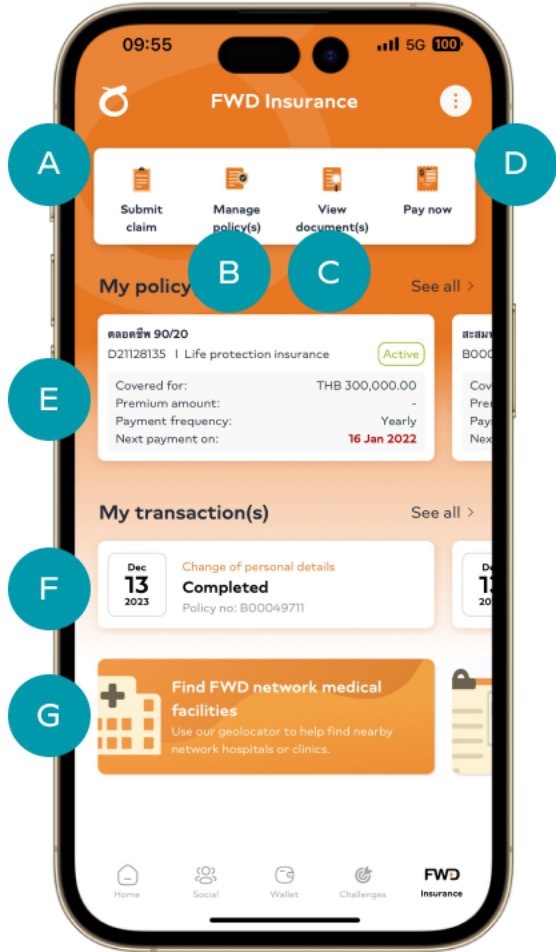 09:55
5G 100
FWD Insurance
A
D
Submit
claim
Manage
policy(s)
View
document(s)
Pay now
B
C
My policy
See all >
ตลอดชีพ 90/20
D21128135 | Life protection insurance
Active
Covered for: THB 300,000.00
Premium amount: -
Payment frequency: Yearly
Next payment on: 16 Jan 2022
E
My transaction(s)
See all >
F
Dec
13
2023
Change of personal details
Completed
Policy no: B00049711
G
Find FWD network medical
facilities
Use our geolocator to help find nearby
network hospitals or clinics.
Home
Social
Wallet
Challenges
FWD
Insurance